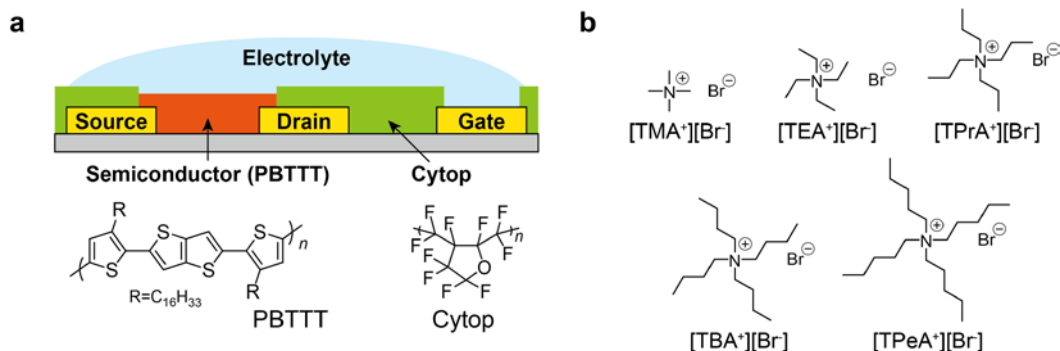 a
Electrolyte
Source
Drain
Gate
Semiconductor (PBTTT)
Cytop
R
S
S
S
S
n
R
R=C16H33
PBTTT
F
F
F
F
F
F
F
F
F
F
O
n
Cytop
b
N⊕ Br⊖
[TMA+][Br-]
N⊕ Br⊖
[TEA+][Br-]
N⊕ Br⊖
[TPrA+][Br-]
N⊕ Br⊖
[TBA+][Br-]
N⊕ Br⊖
[TPeA+][Br-]